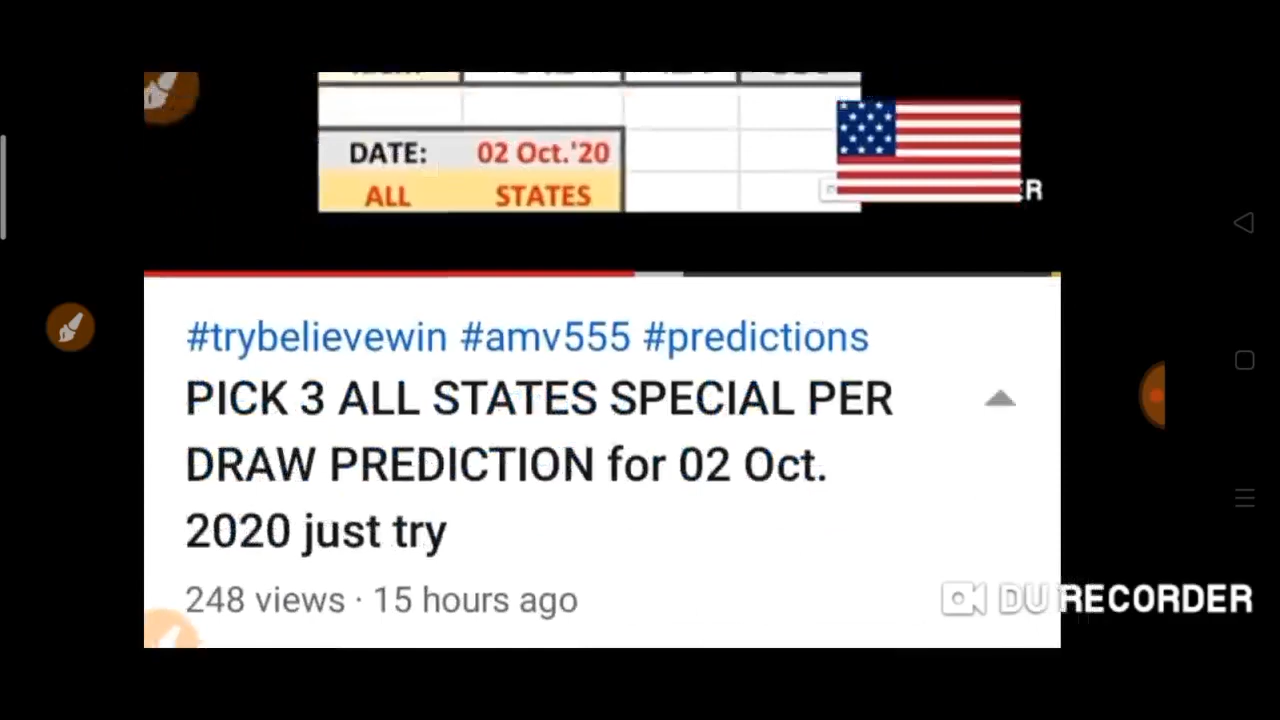 DATE: 02 Oct.'20
ALL STATES
ER
#trybelievewin #amv555 #predictions
PICK 3 ALL STATES SPECIAL PER
DRAW PREDICTION for 02 Oct.
2020 just try
248 views · 15 hours ago
DU RECORDER